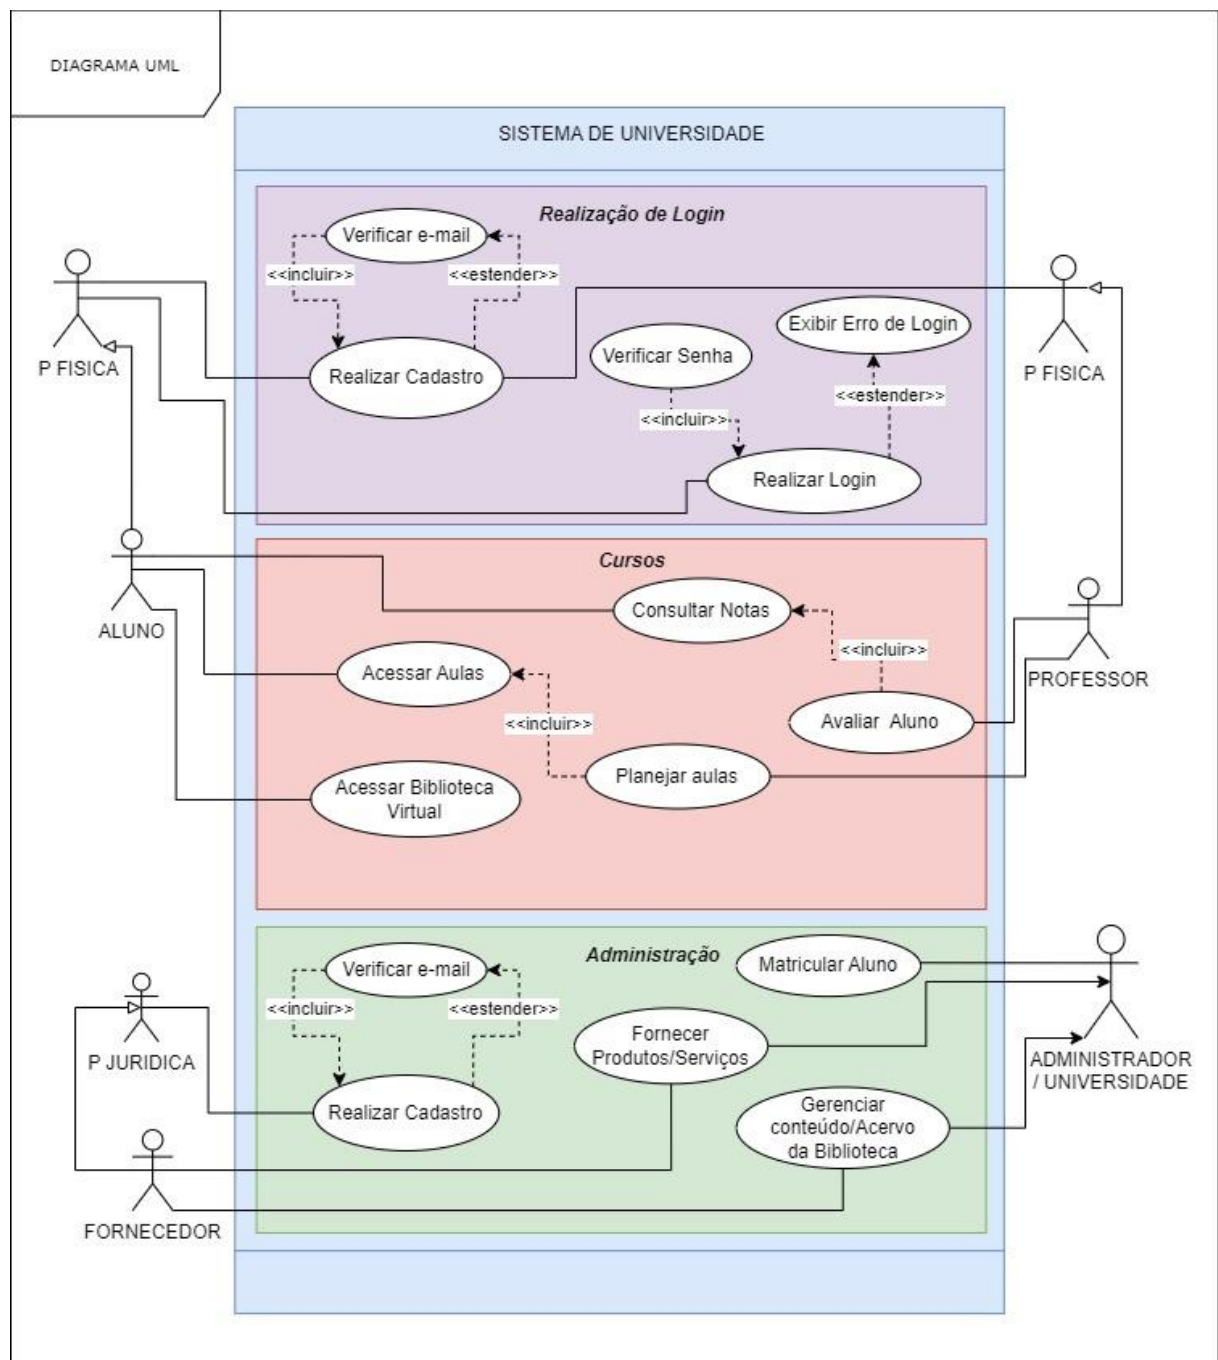 DIAGRAMA UML
SISTEMA DE UNIVERSIDADE
Realização de Login
Verificar e-mail
<<incluir>>
<<estender>>
Realizar Cadastro
Verificar Senha
<<incluir>>
Exibir Erro de Login
<<estender>>
Realizar Login
P FISICA
P FISICA
Cursos
ALUNO
Consultar Notas
<<incluir>>
Acessar Aulas
<<incluir>>
PROFESSOR
Avaliar Aluno
Planejar aulas
Acessar Biblioteca
Virtual
Administração
Verificar e-mail
<<incluir>>
<<estender>>
Realizar Cadastro
Matricular Aluno
Fornecer
Produtos/Serviços
P JURIDICA
ADMINISTRADOR
/ UNIVERSIDADE
Gerenciar
conteúdo/Acervo
da Biblioteca
FORNECEDOR